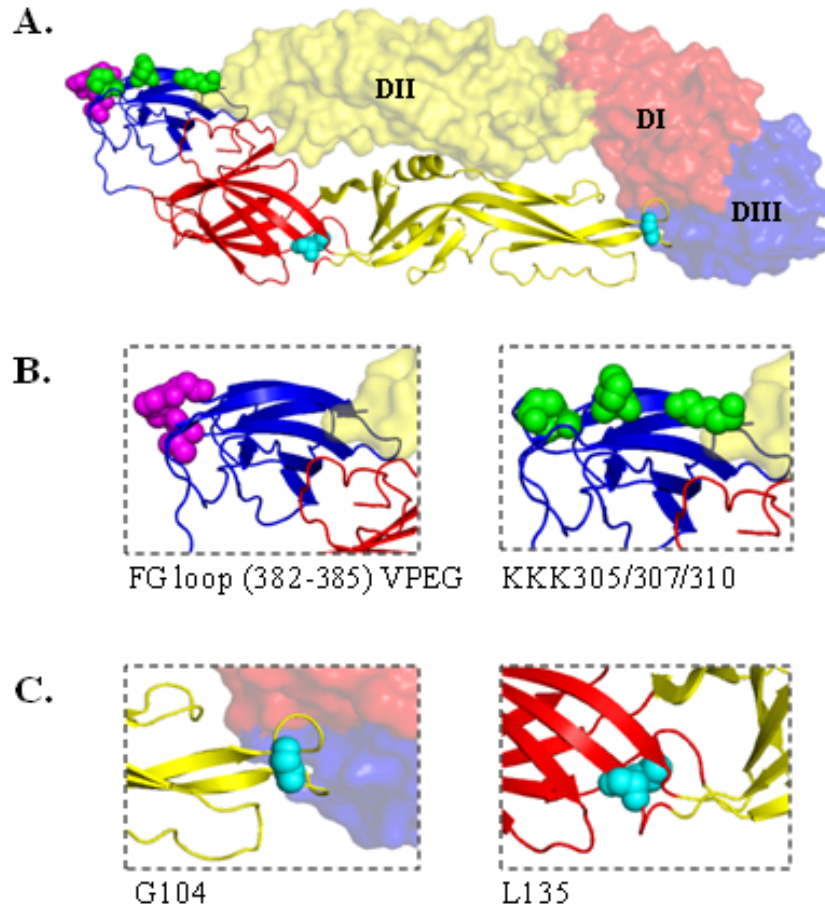 A.
DII
DI
DIII
B.
FG loop (382-385) VPEG
KKK305/307/310
C.
G104
L135